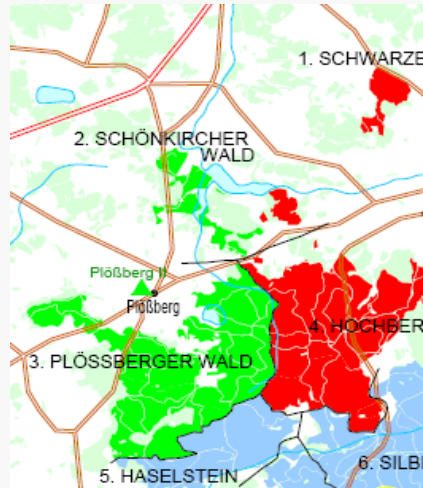 1. SCHWARZE
2. SCHÖNKIRCHER
WALD
Plößberg II
Plößberg
4. HOCHBER
3. PLÖSSBERGER WALD
5. HASELSTEIN
6. SILB